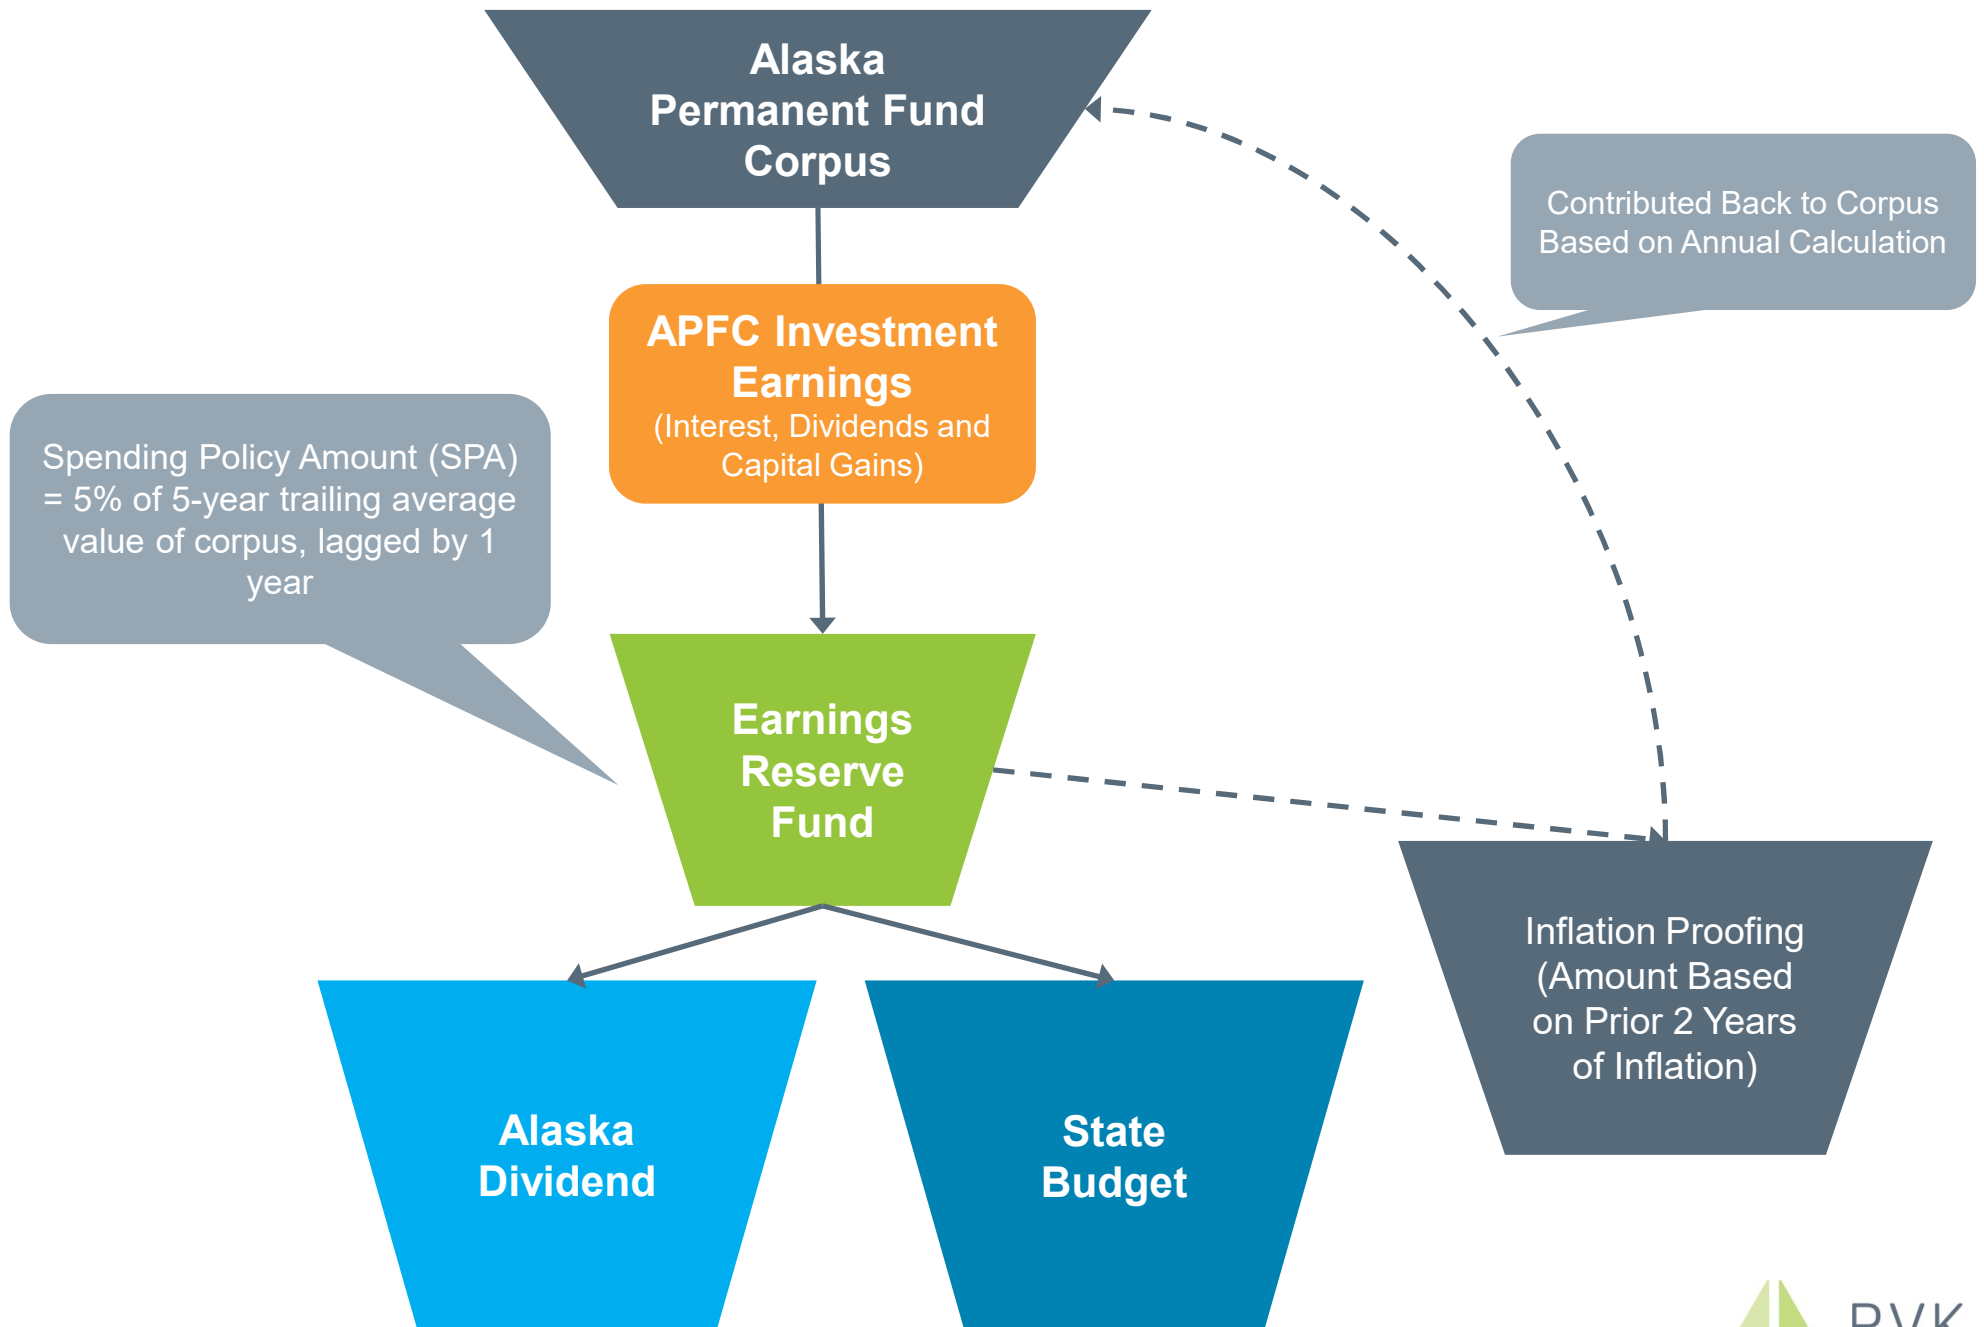 Alaska
Permanent Fund
Corpus
Contributed Back to Corpus
Based on Annual Calculation
APFC Investment
Earnings
(Interest, Dividends and
Capital Gains)
Spending Policy Amount (SPA)
= 5% of 5-year trailing average
value of corpus, lagged by 1
year
Earnings
Reserve
Fund
Inflation Proofing
(Amount Based
on Prior 2 Years
of Inflation)
Alaska
Dividend
State
Budget
RVK